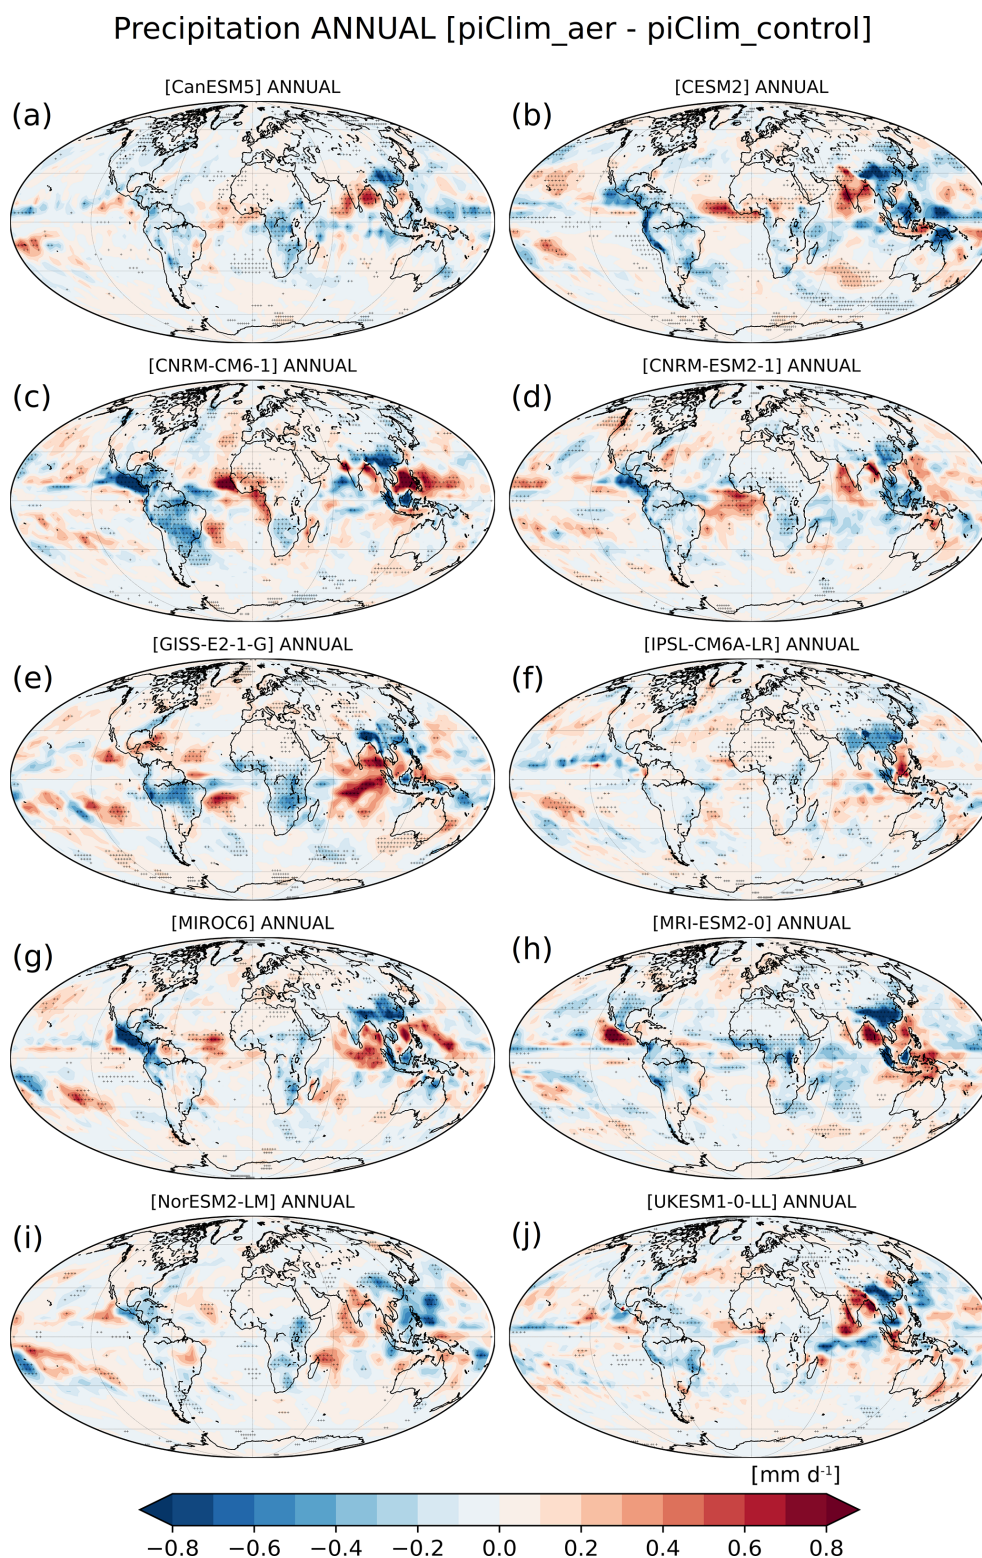 Precipitation ANNUAL [piClim_aer - piClim_control]
[CanESM5] ANNUAL
[CESM2] ANNUAL
(a)
(b)
[CNRM-CM6-1] ANNUAL
[CNRM-ESM2-1] ANNUAL
(c)
(d)
[GISS-E2-1-G] ANNUAL
[IPSL-CM6A-LR] ANNUAL
(e)
(f)
[MIROC6] ANNUAL
[MRI-ESM2-0] ANNUAL
(g)
(h)
[NorESM2-LM] ANNUAL
[UKESM1-0-LL] ANNUAL
(i)
(j)
[mm d⁻¹]
−0.8 −0.6 −0.4 −0.2 0.0 0.2 0.4 0.6 0.8